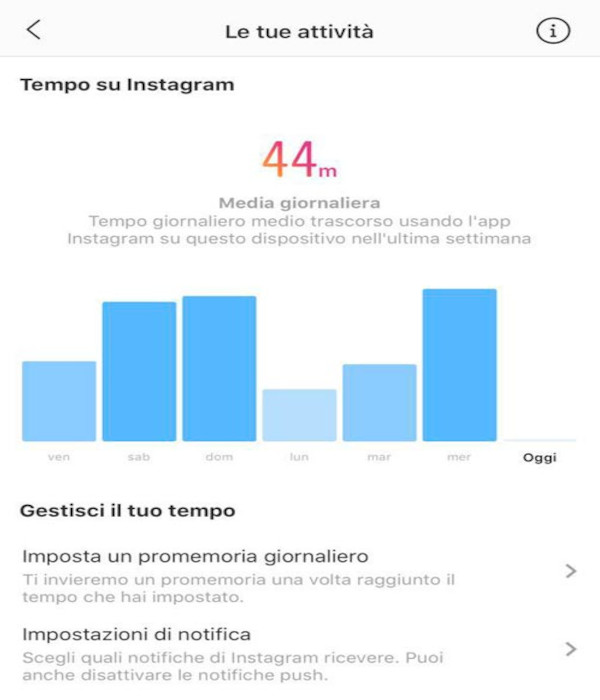 Le tue attività
Tempo su Instagram
44m
Media giornaliera
Tempo giornaliero medio trascorso usando l'app
Instagram su questo dispositivo nell'ultima settimana
ven sab dom lun mar mer Oggi
Gestisci il tuo tempo
Imposta un promemoria giornaliero
Ti invieremo un promemoria una volta raggiunto il
tempo che hai impostato.
Impostazioni di notifica
Scegli quali notifiche di Instagram ricevere. Puoi
anche disattivare le notifiche push.